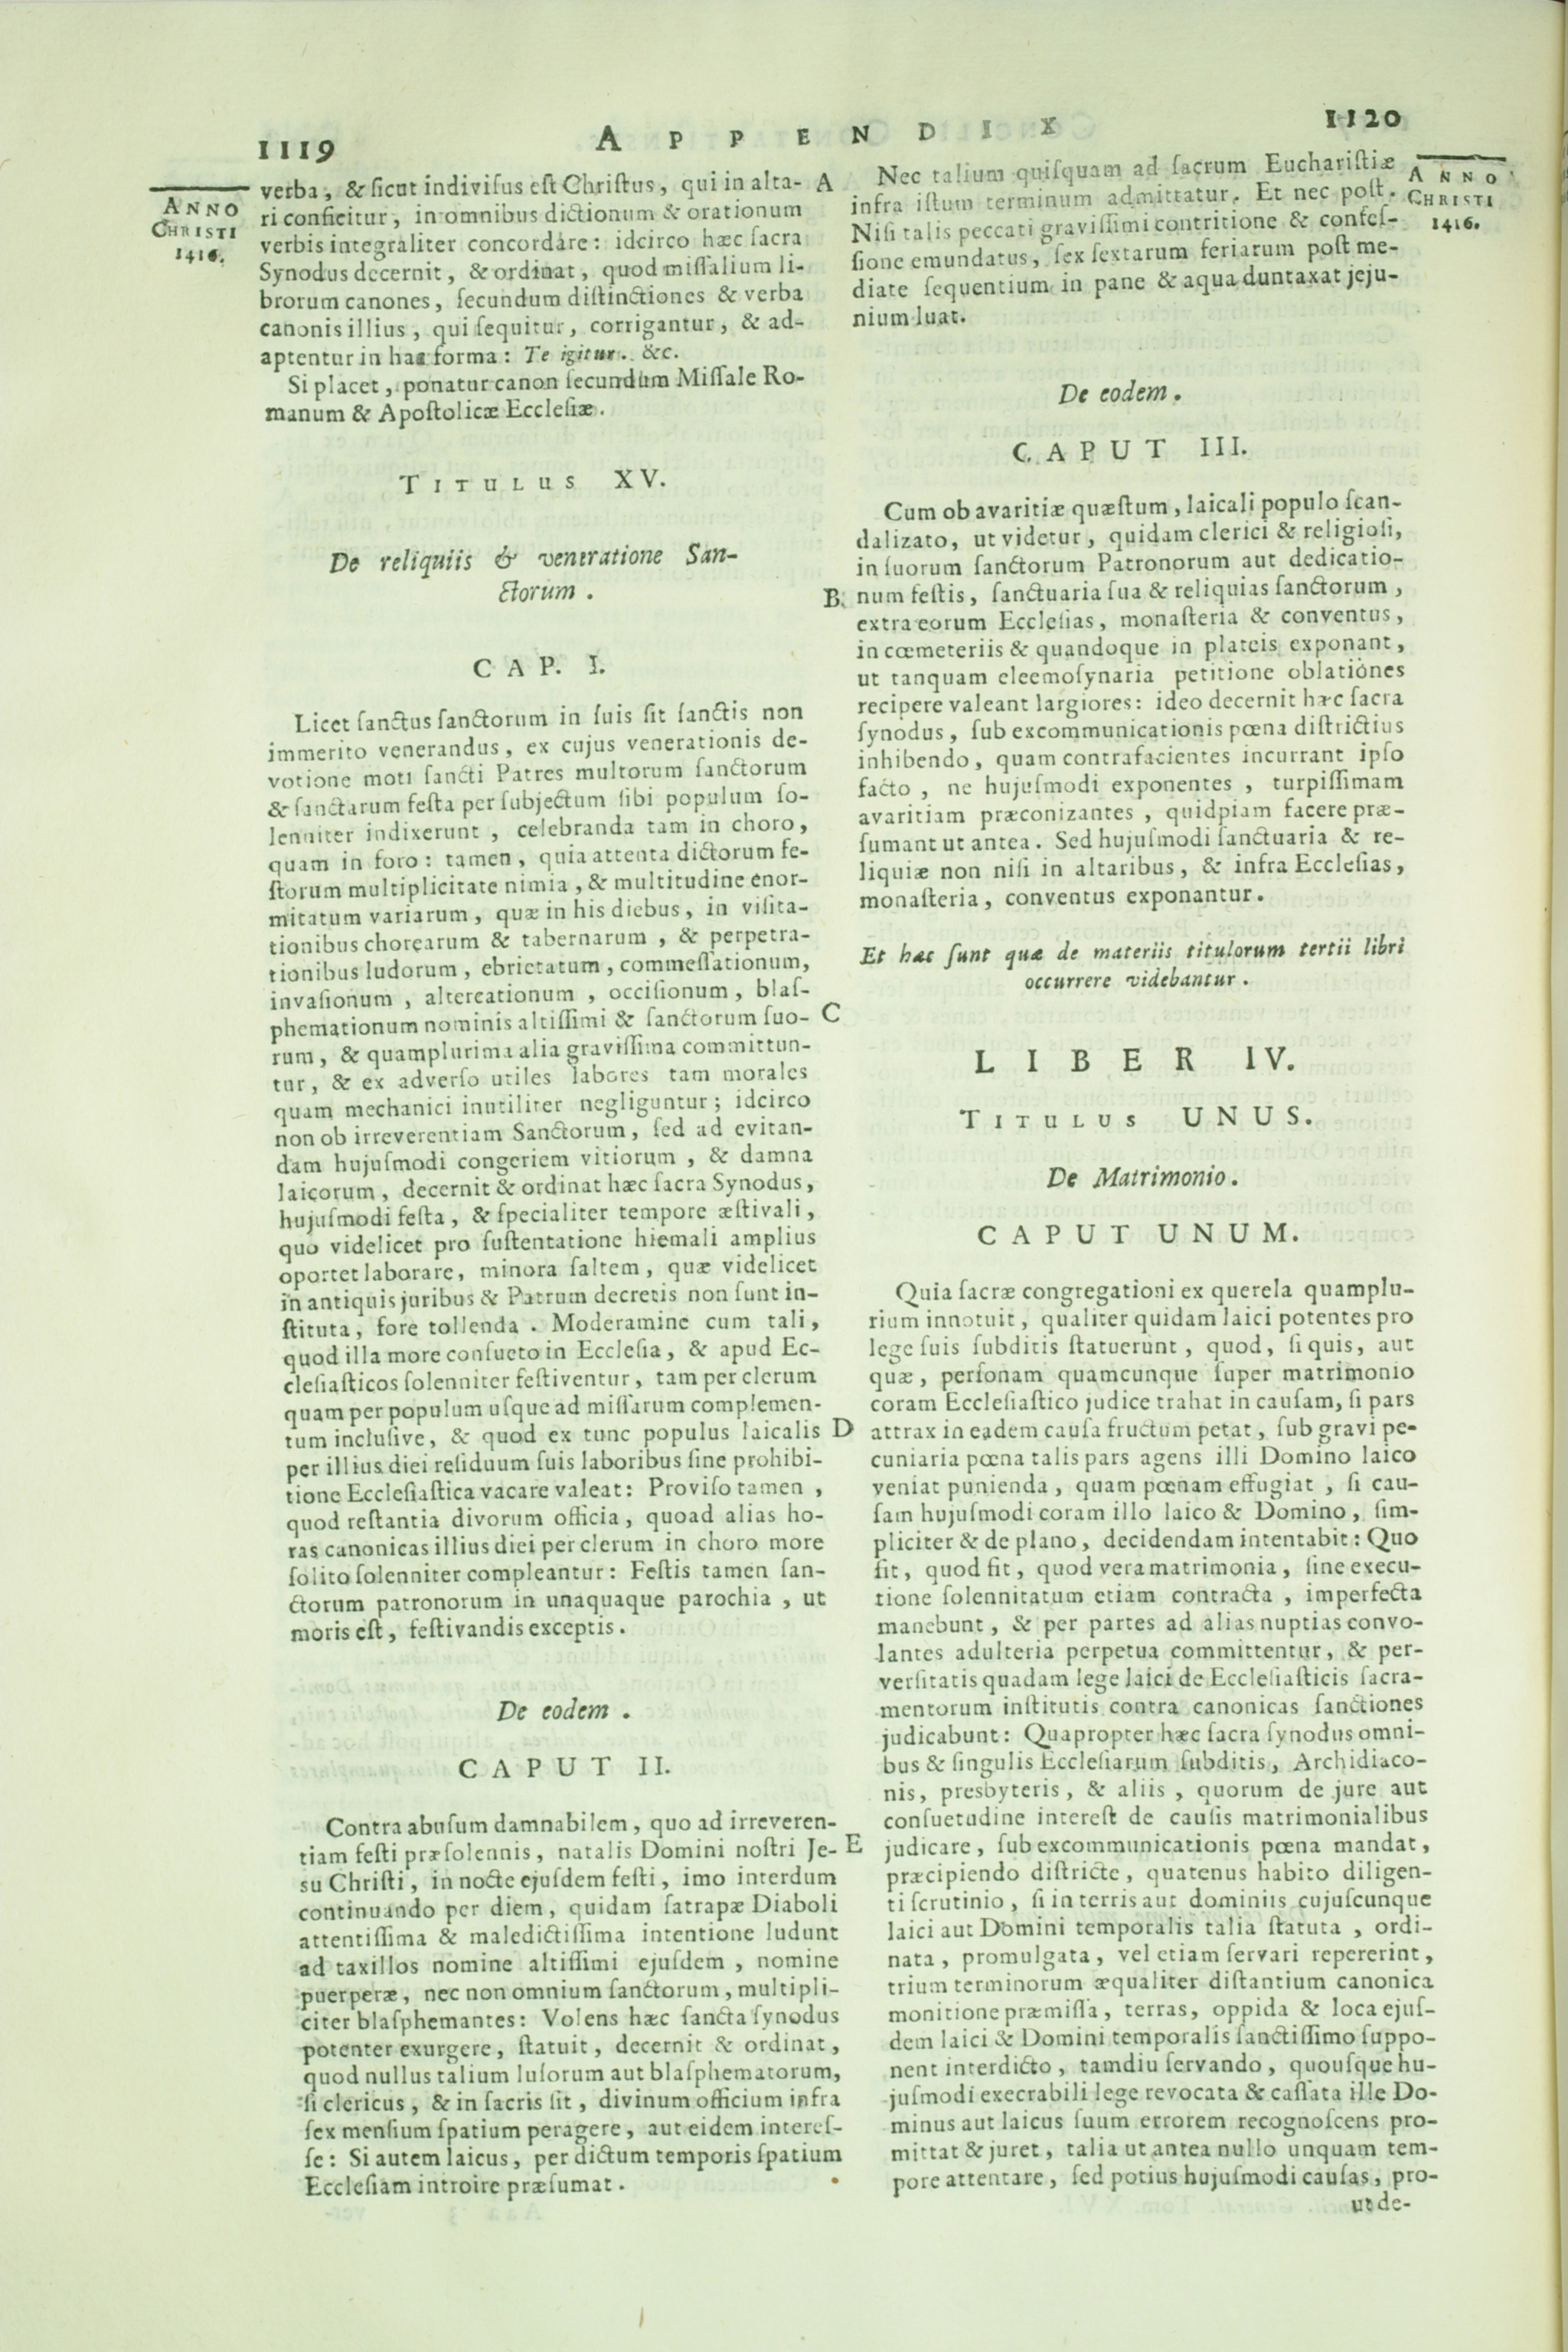 1119
APPENDIX
1120
ANNO
CHRISTI
1416.
verba, & ſicut indiviſus eſt Chriſtus, qui in alta-
ri conficitur, in omnibus dictionum & orationum
verbis integraliter concordare: idcirco hæc ſacra
Synodus decernit, & ordinat, quod miſſalium li-
brorum canones, ſecundum diſtinctiones & verba
canonis illius, qui ſequitur, corrigantur, & ad-
aptentur in hac forma: Te igitur. &c.
Si placet, ponatur canon ſecundum Miſſale Ro-
manum & Apoſtolicæ Eccleſiæ.
TITULUS XV.
De reliquiis & veneratione San-
ctorum.
CAP. I.
Licet ſanctus ſanctorum in ſuis ſit ſanctis non
immerito venerandus, ex cujus venerationis de-
votione moti ſancti Patres multorum ſanctorum
& ſanctarum feſta per ſubjectum ſibi populum ſo-
lenniter indixerunt, celebranda tam in choro,
quam in foro: tamen, quia attenta dictorum fe-
ſtorum multiplicitate nimia, & multitudine enor-
mitatum variarum, quæ in his diebus, in viſita-
tionibus chorearum & tabernarum, & perpetra-
tionibus ludorum, ebrietatum, commeſſationum,
invaſionum, altercationum, occiſionum, blaſ-
phemationum nominis altiſſimi & ſanctorum ſuo-
rum, & quamplurima alia graviſſima committun-
tur, & ex adverſo utiles labores tam morales
quam mechanici inutiliter negliguntur; idcirco
non ob irreverentiam Sanctorum, ſed ad evitan-
dam hujuſmodi congeriem vitiorum, & damna
laicorum, decernit & ordinat hæc ſacra Synodus,
hujuſmodi feſta, & ſpecialiter tempore æſtivali,
quo videlicet pro ſuſtentatione hiemali amplius
oportet laborare, minora ſaltem, quæ videlicet
in antiquis juribus & Patrum decretis non ſunt in-
ſtituta, fore tollenda. Moderamine cum tali,
quod illa more conſueto in Eccleſia, & apud Ec-
cleſiaſticos ſolenniter feſtiventur, tam per clerum
quam per populum uſque ad miſſarum complemen-
tum incluſive, & quod ex tunc populus laicalis
per illius diei reſiduum ſuis laboribus ſine prohibi-
tione Eccleſiaſtica vacare valeat: Proviſo tamen,
quod reſtantia divorum officia, quoad alias ho-
ras canonicas illius diei per clerum in choro more
ſolito ſolenniter compleantur: Feſtis tamen ſan-
ctorum patronorum in unaquaque parochia, ut
moris eſt, feſtivandis exceptis.
De eodem.
CAPUT II.
Contra abuſum damnabilem, quo ad irreveren-
tiam feſti præſolennis, natalis Domini noſtri Je-
ſu Chriſti, in nocte ejuſdem feſti, imo interdum
continuando per diem, quidam ſatrapæ Diaboli
attentiſſima & maledictiſſima intentione ludunt
ad taxillos nomine altiſſimi ejuſdem, nomine
puerperæ, nec non omnium ſanctorum, multipli-
citer blaſphemantes: Volens hæc ſancta ſynodus
potenter exurgere, ſtatuit, decernit & ordinat,
quod nullus talium luſorum aut blaſphematorum,
ſi clericus, & in ſacris ſit, divinum officium infra
ſex menſium ſpatium peragere, aut eidem intereſ-
ſe: Si autem laicus, per dictum temporis ſpatium
Eccleſiam introire præſumat.
A
B
C
D
E
ANNO
CHRISTI
1416.
Nec talium quiſquam ad ſacrum Euchariſtiæ
infra iſtum terminum admittatur. Et nec poſt.
Niſi talis peccati graviſſimi contritione & confeſ-
ſione emundatus, ſex ſextarum feriarum poſt me-
diate ſequentium in pane & aqua duntaxat jeju-
nium luat.
De eodem.
CAPUT III.
Cum ob avaritiæ quæſtum, laicali populo ſcan-
dalizato, ut videtur, quidam clerici & religioſi,
in ſuorum ſanctorum Patronorum aut dedicatio-
num feſtis, ſanctuaria ſua & reliquias ſanctorum,
extra eorum Eccleſias, monaſteria & conventus,
in cœmeteriis & quandoque in plateis exponant,
ut tanquam eleemoſynaria petitione oblationes
recipere valeant largiores: ideo decernit hæc ſacra
ſynodus, ſub excommunicationis pœna diſtrictius
inhibendo, quam contrafacientes incurrant ipſo
facto, ne hujuſmodi exponentes, turpiſſimam
avaritiam præconizantes, quidpiam facere præ-
ſumant ut antea. Sed hujuſmodi ſanctuaria & re-
liquiæ non niſi in altaribus, & infra Eccleſias,
monaſteria, conventus exponantur.
Et hæc ſunt quæ de materiis titulorum tertii libri
occurrere videbantur.
LIBER IV.
TITULUS UNUS.
De Matrimonio.
CAPUT UNUM.
Quia ſacræ congregationi ex querela quamplu-
rium innotuit, qualiter quidam laici potentes pro
lege ſuis ſubditis ſtatuerunt, quod, ſi quis, aut
quæ, perſonam quamcunque ſuper matrimonio
coram Eccleſiaſtico judice trahat in cauſam, ſi pars
attrax in eadem cauſa fructum petat, ſub gravi pe-
cuniaria pœna talis pars agens illi Domino laico
veniat punienda, quam pœnam effugiat, ſi cau-
ſam hujuſmodi coram illo laico & Domino, ſim-
pliciter & de plano, decidendam intentabit: Quo
fit, quod ſit, quod vera matrimonia, ſine execu-
tione ſolennitatum etiam contracta, imperfecta
manebunt, & per partes ad alias nuptias convo-
lantes adulteria perpetua committentur, & per-
verſitatis quadam lege laici de Eccleſiaſticis ſacra-
mentorum inſtitutis contra canonicas ſanctiones
judicabunt: Quapropter hæc ſacra ſynodus omni-
bus & ſingulis Eccleſiarum ſubditis, Archidiaco-
nis, presbyteris, & aliis, quorum de jure aut
conſuetudine intereſt de cauſis matrimonialibus
judicare, ſub excommunicationis pœna mandat,
præcipiendo diſtricte, quatenus habito diligen-
ti ſcrutinio, ſi in terris aut dominiis cujuſcunque
laici aut Domini temporalis talia ſtatuta, ordi-
nata, promulgata, vel etiam ſervari repererint,
trium terminorum æqualiter diſtantium canonica
monitione præmiſſa, terras, oppida & loca ejuſ-
dem laici & Domini temporalis ſanctiſſimo ſuppo-
nent interdicto, tamdiu ſervando, quouſque hu-
juſmodi execrabili lege revocata & caſſata ille Do-
minus aut laicus ſuum errorem recognoſcens pro-
mittat & juret, talia ut antea nullo unquam tem-
pore attentare, ſed potius hujuſmodi cauſas, pro-
ut de-